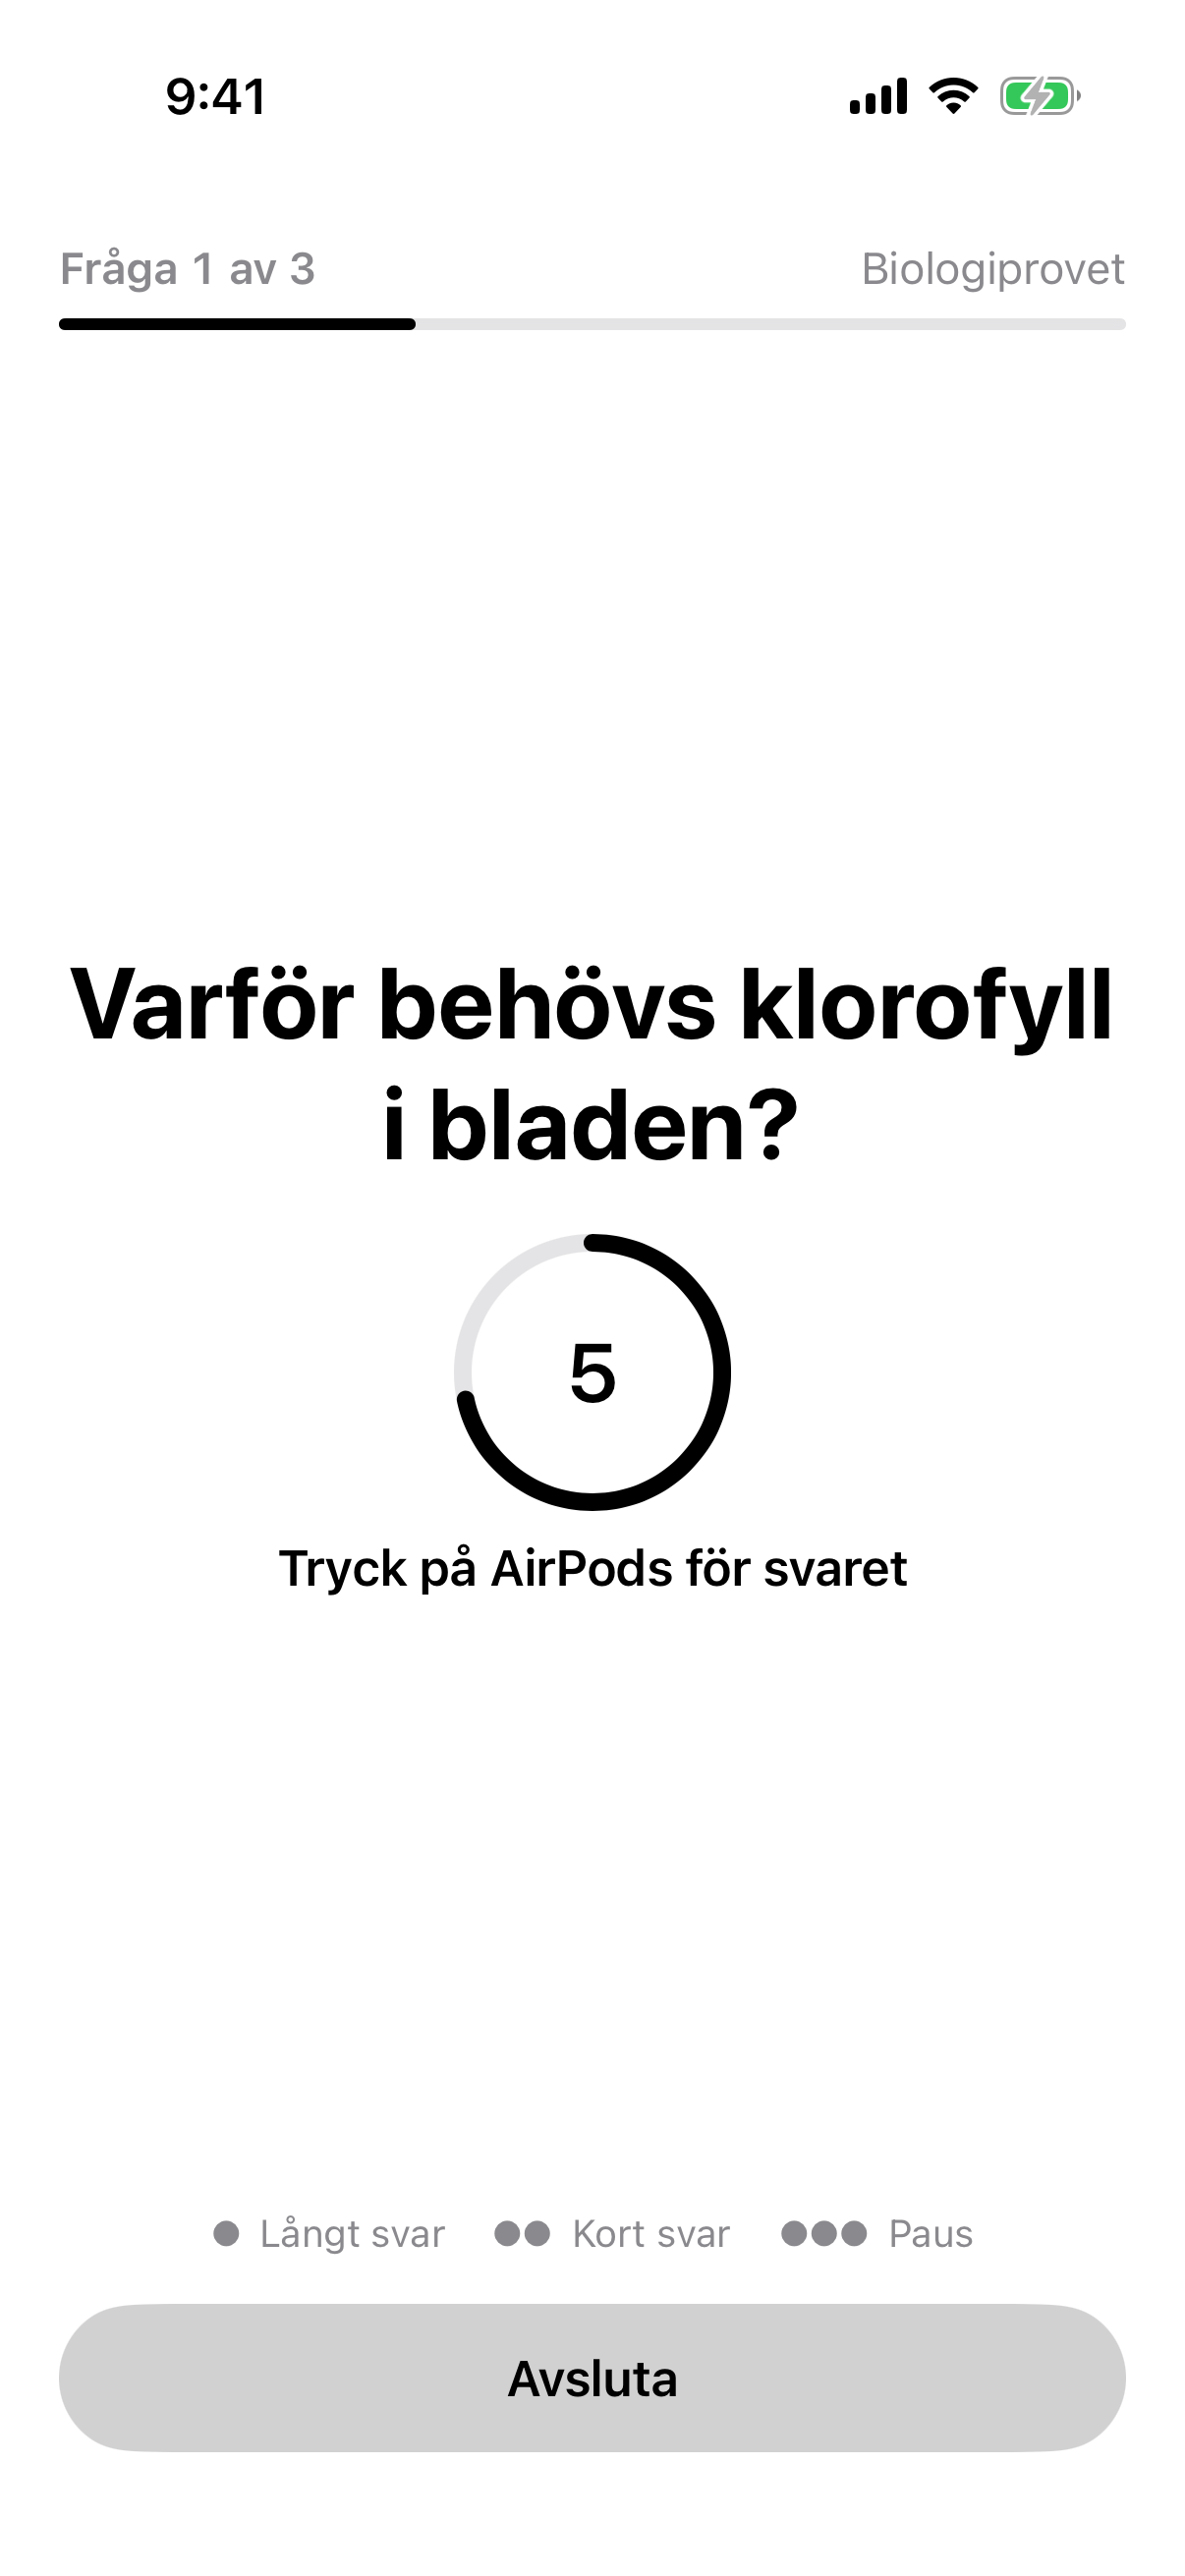 9:41
Fråga 1 av 3
Biologiprovet
Varför behövs klorofyll
i bladen?
5
Tryck på AirPods för svaret
Långt svar
Kort svar
Paus
Avsluta